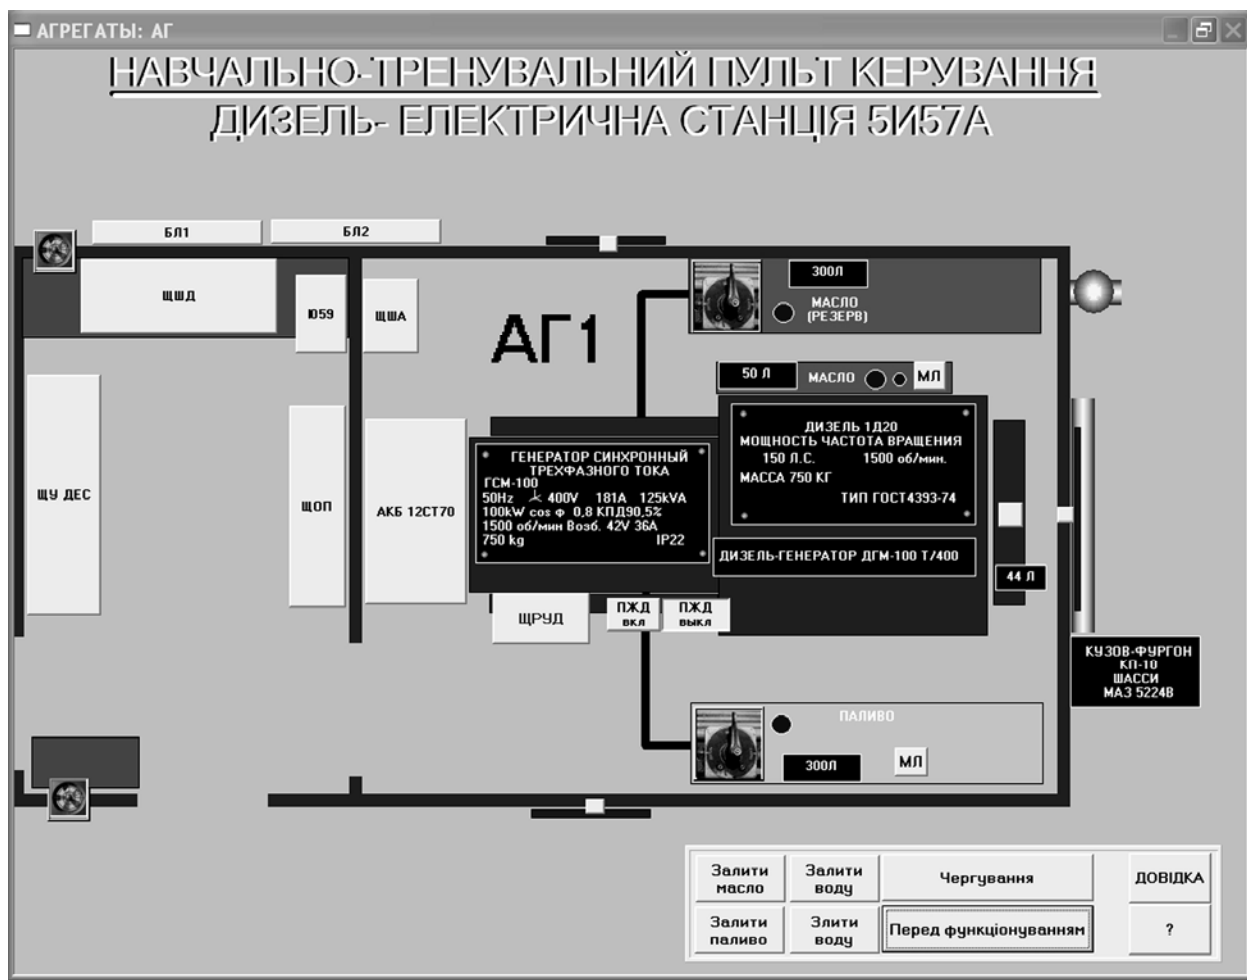 АГРЕГАТЫ: АГ
НАВЧАЛЬНО-ТРЕНУВАЛЬНИЙ ПУЛЬТ КЕРУВАННЯ
ДИЗЕЛЬ- ЕЛЕКТРИЧНА СТАНЦІЯ 5И57А
БЛ1
БЛ2
ЩШД
Ю59
ЩША
АГ1
300Л
МАСЛО
(РЕЗЕРВ)
50 Л
МАСЛО
МЛ
ЩУ ДЕС
ЩОП
АКБ 12СТ70
ГЕНЕРАТОР СИНХРОННЫЙ
ТРЕХФАЗНОГО ТОКА
ГСМ-100
50Hz 400V 181A 125kVA
100kW cos φ 0,8 КПД90,5%
1500 об/мин Возб. 42V 36A
750 kg IP22
ДИЗЕЛЬ 1Д20
МОЩНОСТЬ ЧАСТОТА ВРАЩЕНИЯ
150 Л.С. 1500 об/мин.
МАССА 750 КГ
ТИП ГОСТ4393-74
ДИЗЕЛЬ-ГЕНЕРАТОР ДГМ-100 Т/400
44 Л
ЩРУД
ПЖД
вкл
ПЖД
выкл
КУЗОВ-ФУРГОН
КП-10
ШАССИ
МАЗ 5224В
ПАЛИВО
300Л
МЛ
Залити
масло
Залити
воду
Чергування
ДОВІДКА
Залити
паливо
Злити
воду
Перед функціонуванням
?